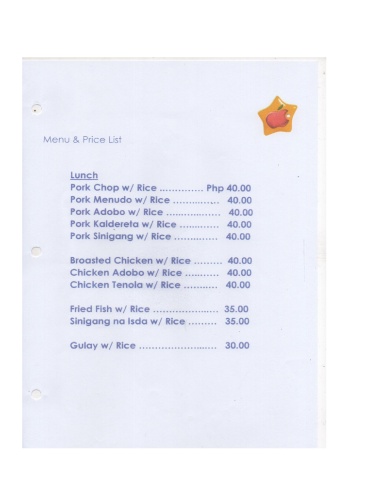 Menu & Price List
Lunch
Pork Chop w/ Rice ............. Php 40.00
Pork Menudo w/ Rice ............. 40.00
Pork Adobo w/ Rice ............. 40.00
Pork Kaldereta w/ Rice ............. 40.00
Pork Sinigang w/ Rice ............. 40.00
Broasted Chicken w/ Rice ......... 40.00
Chicken Adobo w/ Rice ........... 40.00
Chicken Tenola w/ Rice ........... 40.00
Fried Fish w/ Rice ..................... 35.00
Sinigang na Isda w/ Rice ......... 35.00
Gulay w/ Rice ......................... 30.00